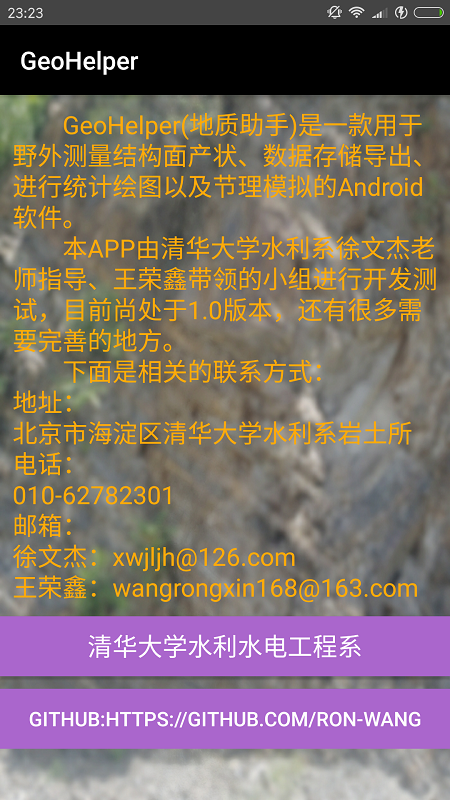 23:23
GeoHelper
GeoHelper(地质助手)是一款用于
野外测量结构面产状、数据存储导出、
进行统计绘图以及节理模拟的Android
软件。
本APP由清华大学水利系徐文杰老
师指导、王荣鑫带领的小组进行开发测
试，目前尚处于1.0版本，还有很多需
要完善的地方。
下面是相关的联系方式：
地址：
北京市海淀区清华大学水利系岩土所
电话：
010-62782301
邮箱：
徐文杰：xwjljh@126.com
王荣鑫：wangrongxin168@163.com
清华大学水利水电工程系
GITHUB:HTTPS://GITHUB.COM/RON-WANG